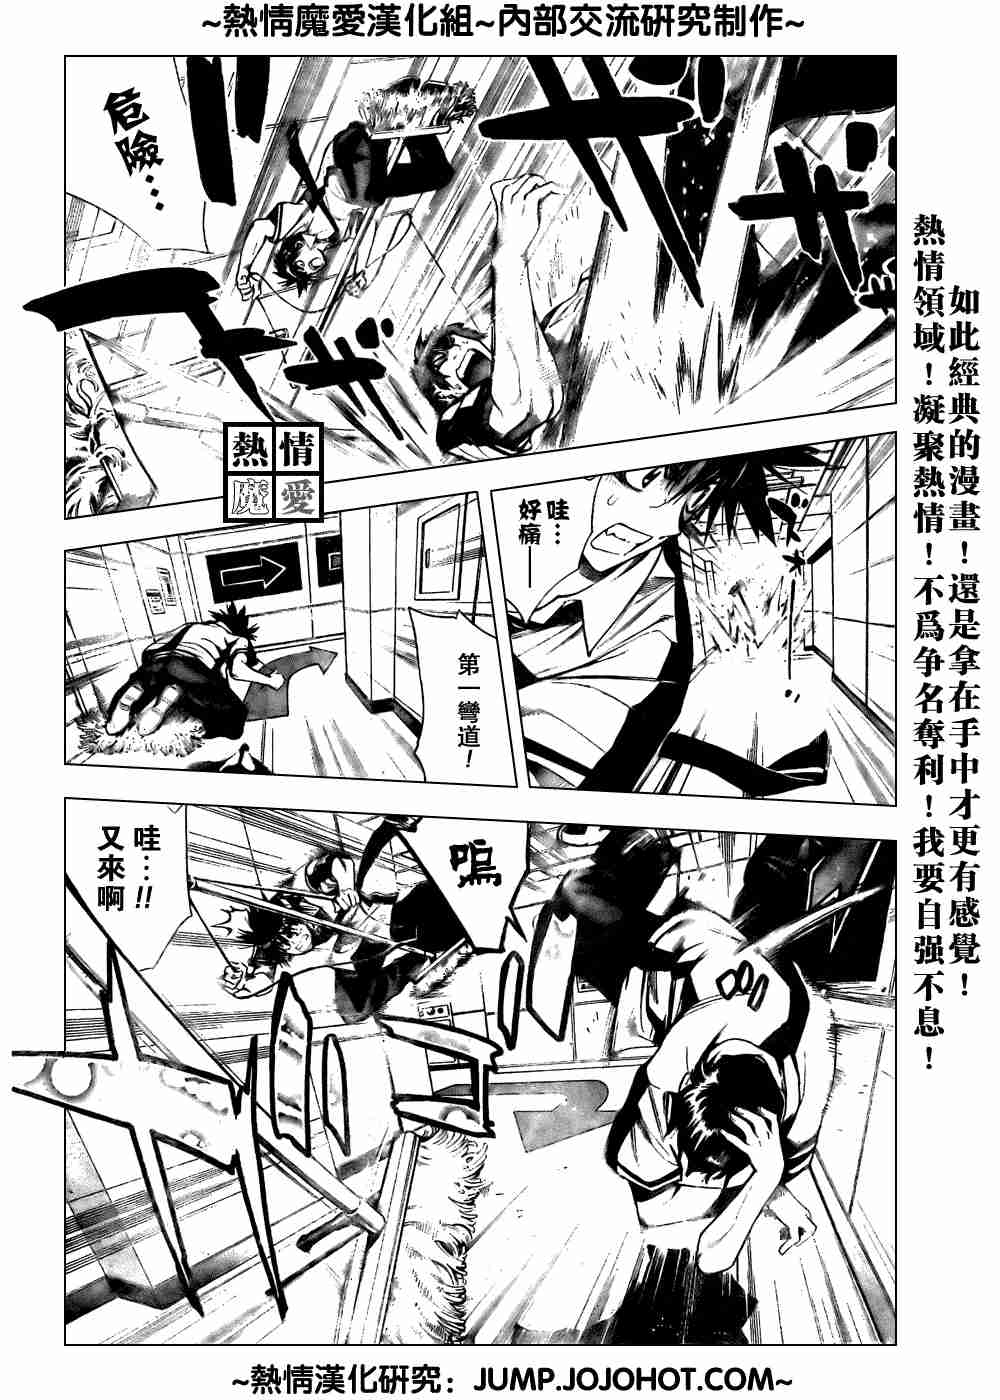 ~熱情魔愛漢化組~內部交流研究制作~
危險…
熱情
魔愛
哇…
好痛—
第一彎道！
嗚
哇…!!
又來啊
如此經典的漫畫！還是拿在手中才更有感覺！
熱情領域！凝聚熱情！不爲争名奪利！我要自强不息！
~熱情漢化研究：JUMP.JOJOHOT.COM~